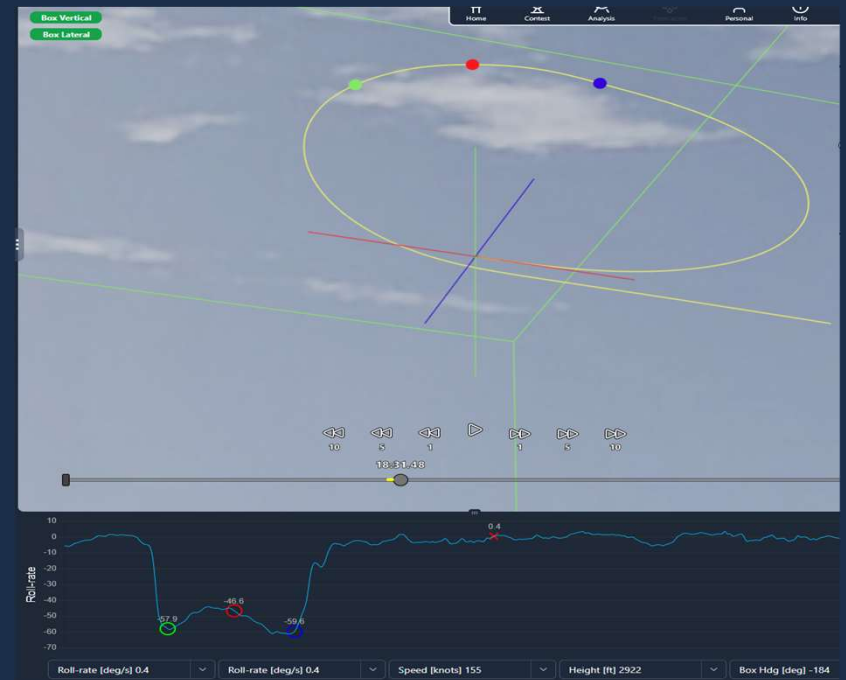 Box Vertical
Box Lateral
Home Contest Analysis Personal Info
10 5 1 1 5 10
18:31.48
10
0
-10
-20
-30
-40
-50
-60
-70
Roll-rate
-57.9
-46.6
-59.6
0.4
Roll-rate [deg/s] 0.4
Roll-rate [deg/s] 0.4
Speed [knots] 155
Height [ft] 2922
Box Hdg [deg] -184